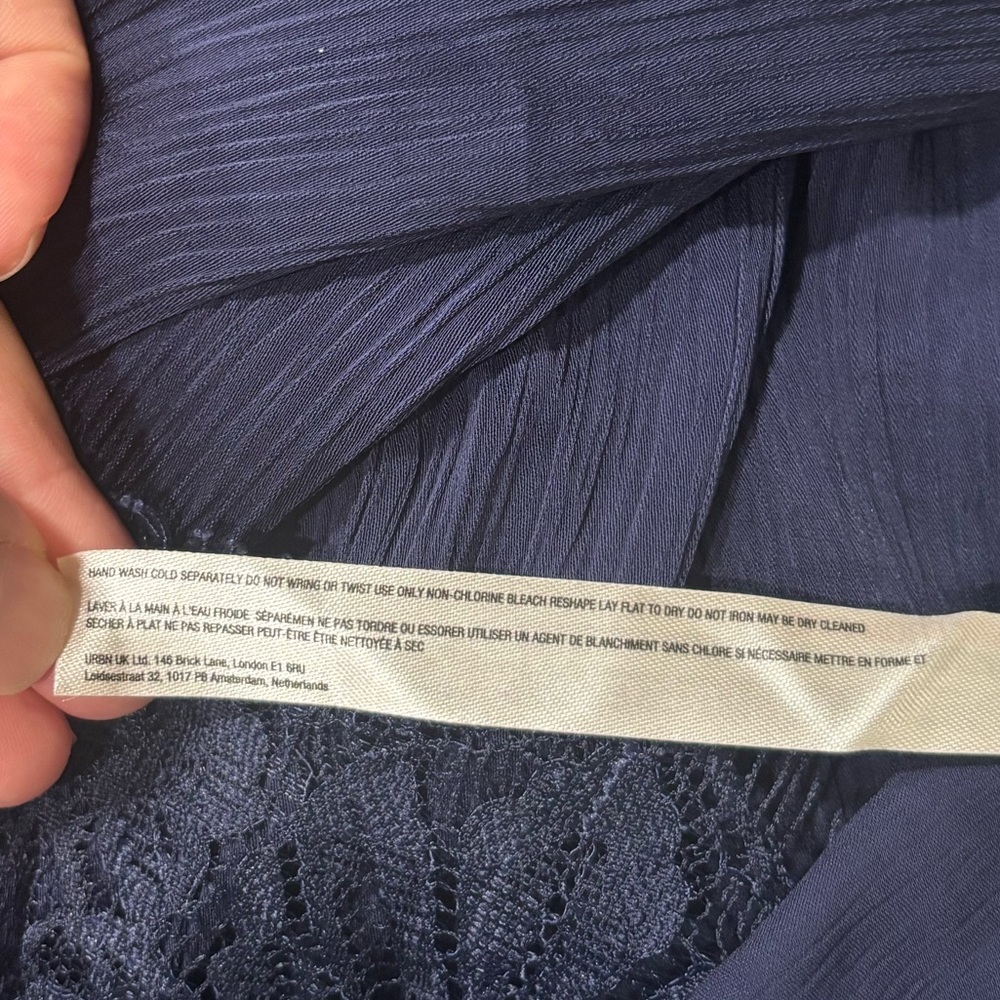 HAND WASH COLD SEPARATELY DO NOT WRING OR TWIST USE ONLY NON-CHLORINE BLEACH RESHAPE LAY FLAT TO DRY DO NOT IRON MAY BE DRY CLEANED
LAVER À LA MAIN À L'EAU FROIDE SÉPARÉMEN NE PAS TORDRE OU ESSORER UTILISER UN AGENT DE BLANCHIMENT SANS CHLORE SI NÉCESSAIRE METTRE EN FORME ET
SÉCHER À PLAT NE PAS REPASSER PEUT-ÊTRE ÊTRE NETTOYÉE À SEC
URBN UK Ltd. 146 Brick Lane, London E1 6RU
Leidsestraat 32, 1017 PB Amsterdam, Netherlands